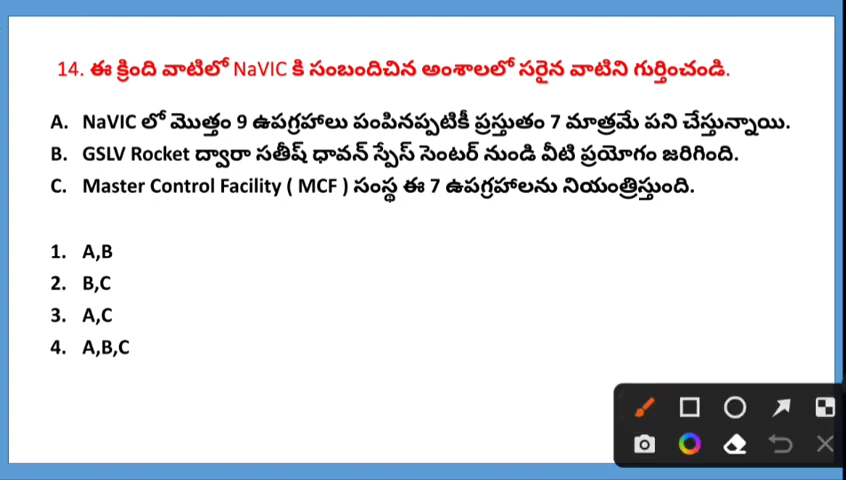 14. ఈ క్రింది వాటిలో NaVIC కి సంబందిచిన అంశాలలో సరైన వాటిని గుర్తించండి.
A. NaVIC లో మొత్తం 9 ఉపగ్రహాలు పంపినప్పటికీ ప్రస్తుతం 7 మాత్రమే పని చేస్తున్నాయి.
B. GSLV Rocket ద్వారా సతీష్ ధావన్ స్పేస్ సెంటర్ నుండి వీటి ప్రయోగం జరిగింది.
C. Master Control Facility ( MCF ) సంస్థ ఈ 7 ఉపగ్రహాలను నియంత్రిస్తుంది.
1. A,B
2. B,C
3. A,C
4. A,B,C